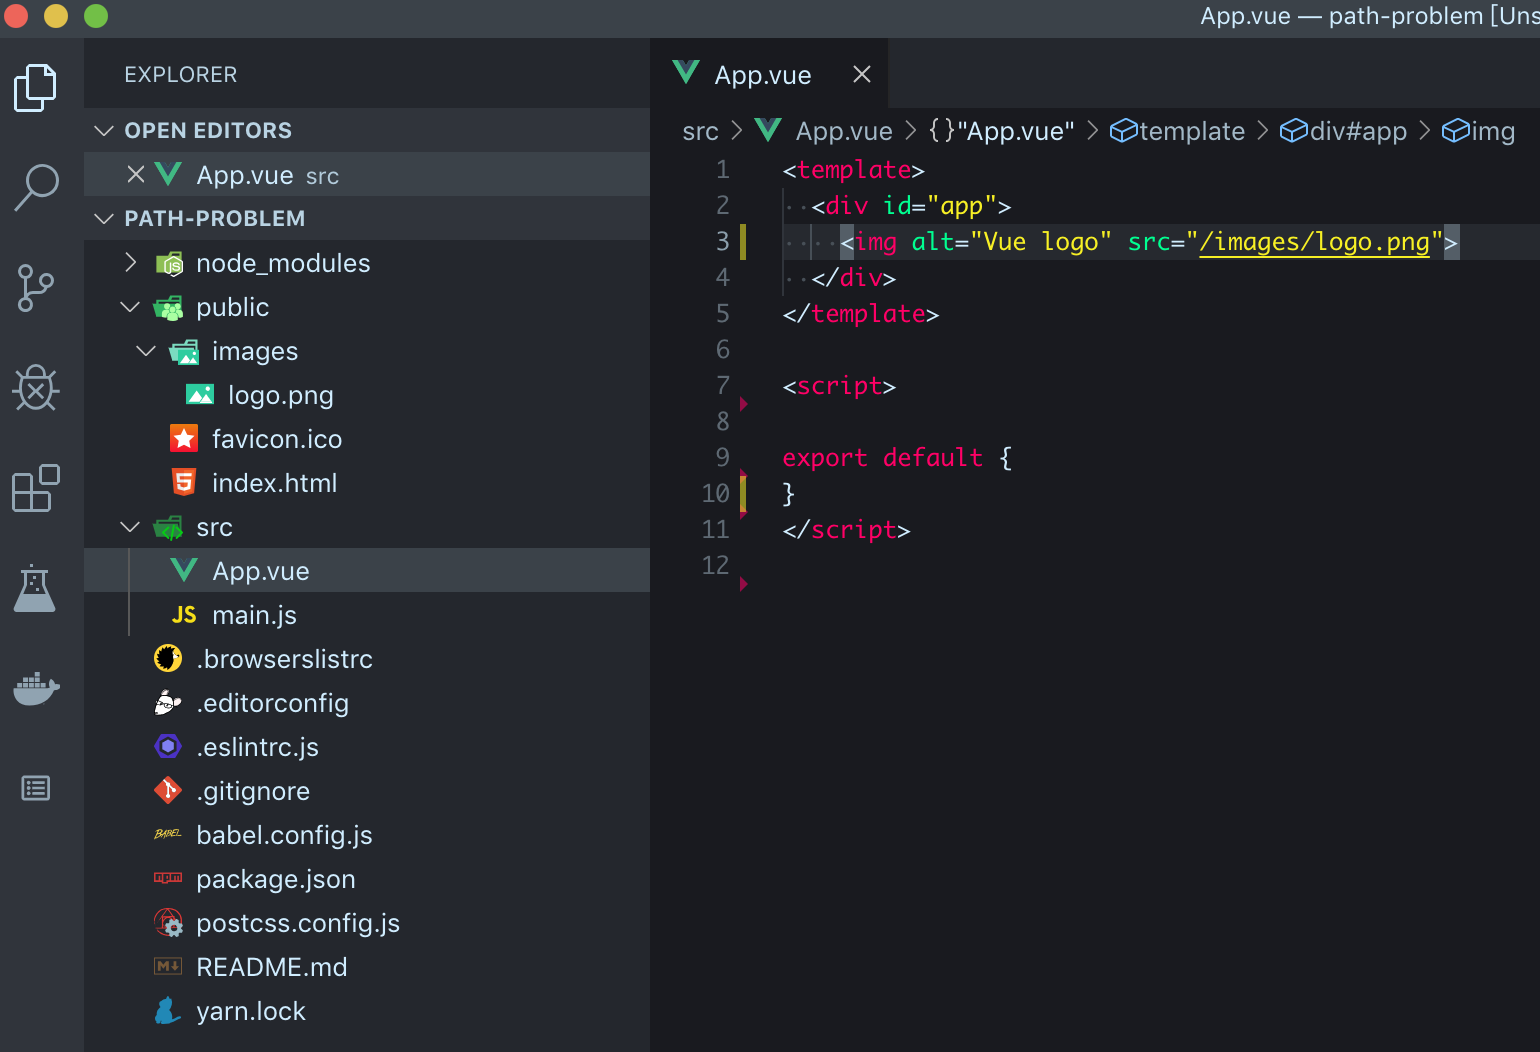 App.vue — path-problem [Uns
EXPLORER
OPEN EDITORS
App.vue src
PATH-PROBLEM
node_modules
public
images
logo.png
favicon.ico
index.html
src
App.vue
JS main.js
.browserslistrc
.editorconfig
.eslintrc.js
.gitignore
BABEL babel.config.js
package.json
postcss.config.js
README.md
yarn.lock
App.vue
src > App.vue > {}"App.vue" > template > div#app > img
1 <template>
2 <div id="app">
3 <img alt="Vue logo" src="/images/logo.png">
4 </div>
5 </template>
6
7 <script>
8
9 export default {
10 }
11 </script>
12